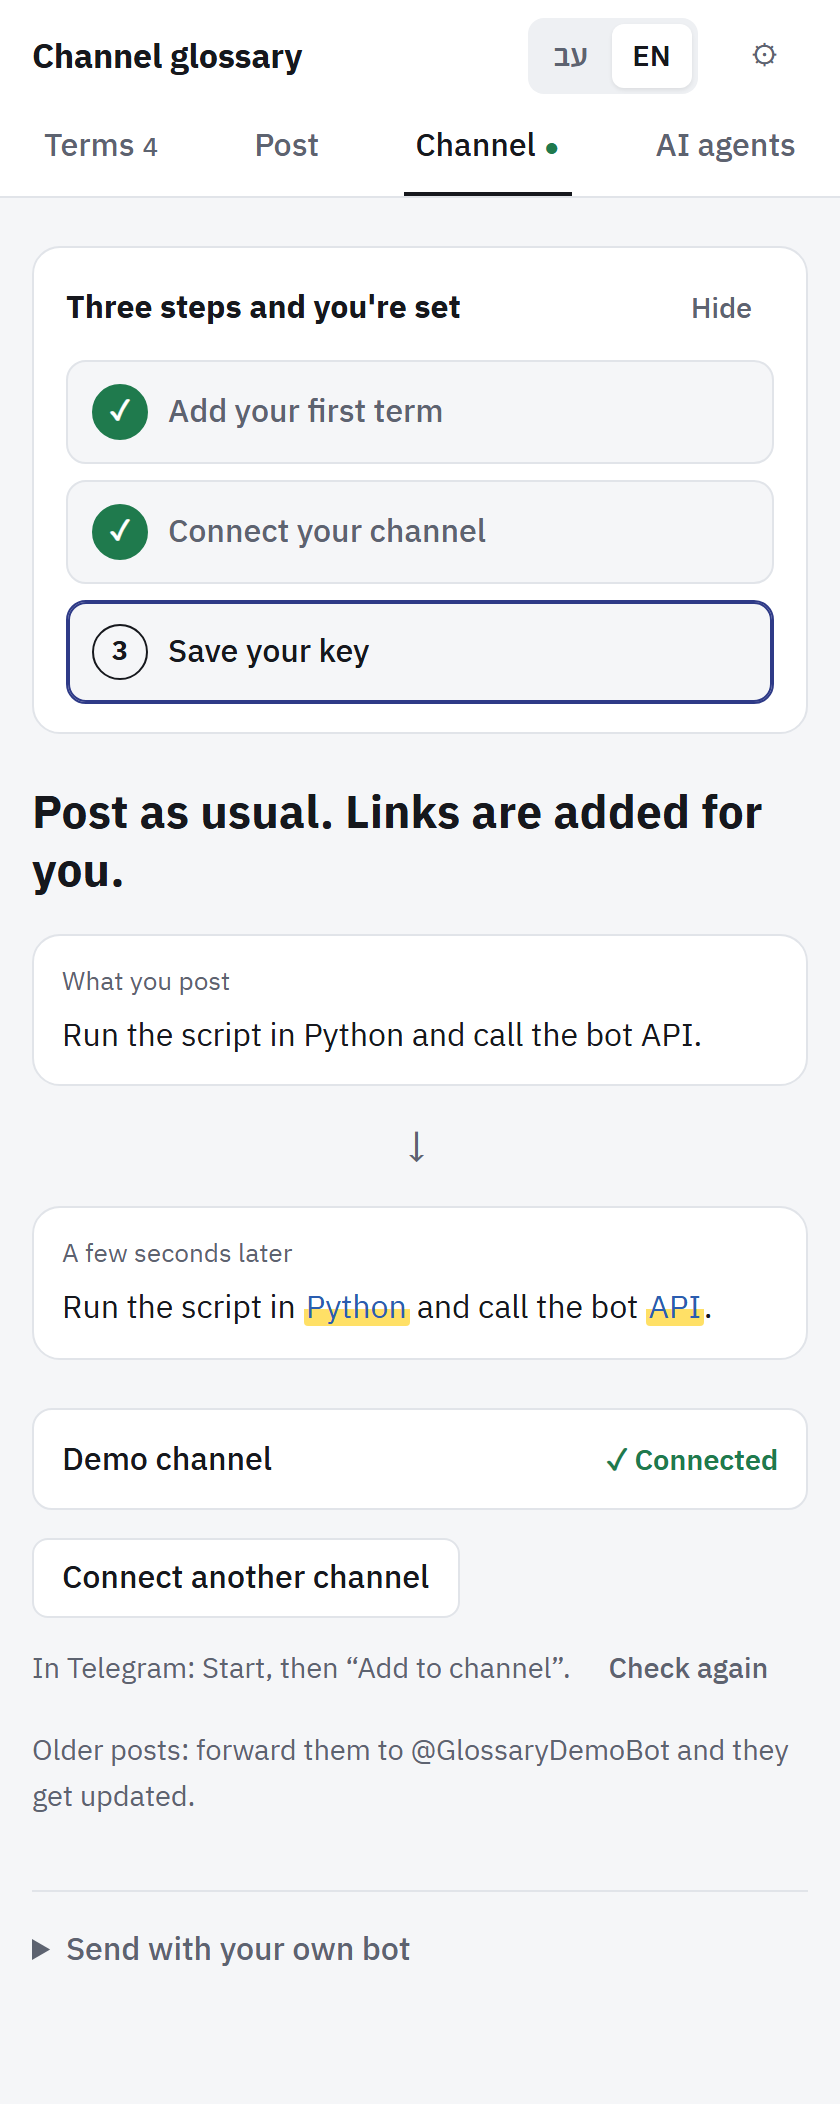 Channel glossary
עב EN
Terms 4 Post Channel AI agents
Three steps and you're set Hide
Add your first term
Connect your channel
3 Save your key
Post as usual. Links are added for
you.
What you post
Run the script in Python and call the bot API.
↓
A few seconds later
Run the script in Python and call the bot API.
Demo channel ✓ Connected
Connect another channel
In Telegram: Start, then “Add to channel”. Check again
Older posts: forward them to @GlossaryDemoBot and they
get updated.
Send with your own bot